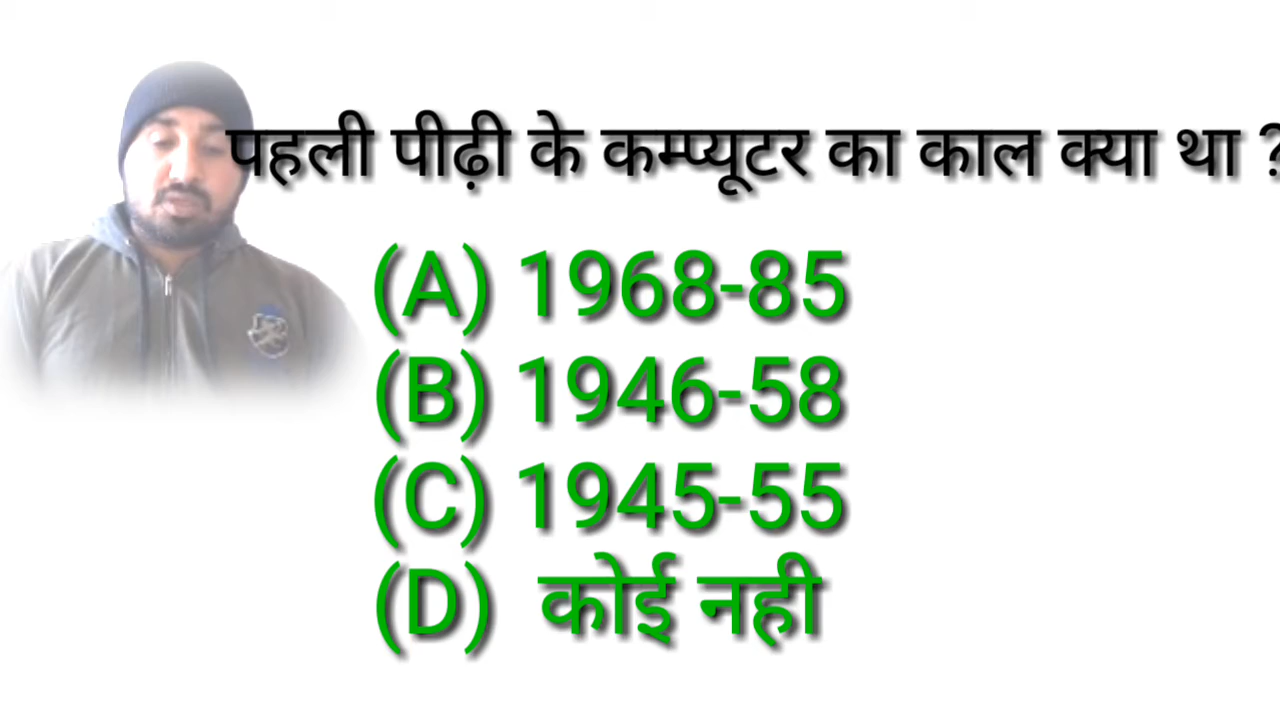 पहली पीढ़ी के कम्प्यूटर का काल क्या था ?
(A) 1968-85
(B) 1946-58
(C) 1945-55
(D) कोई नही